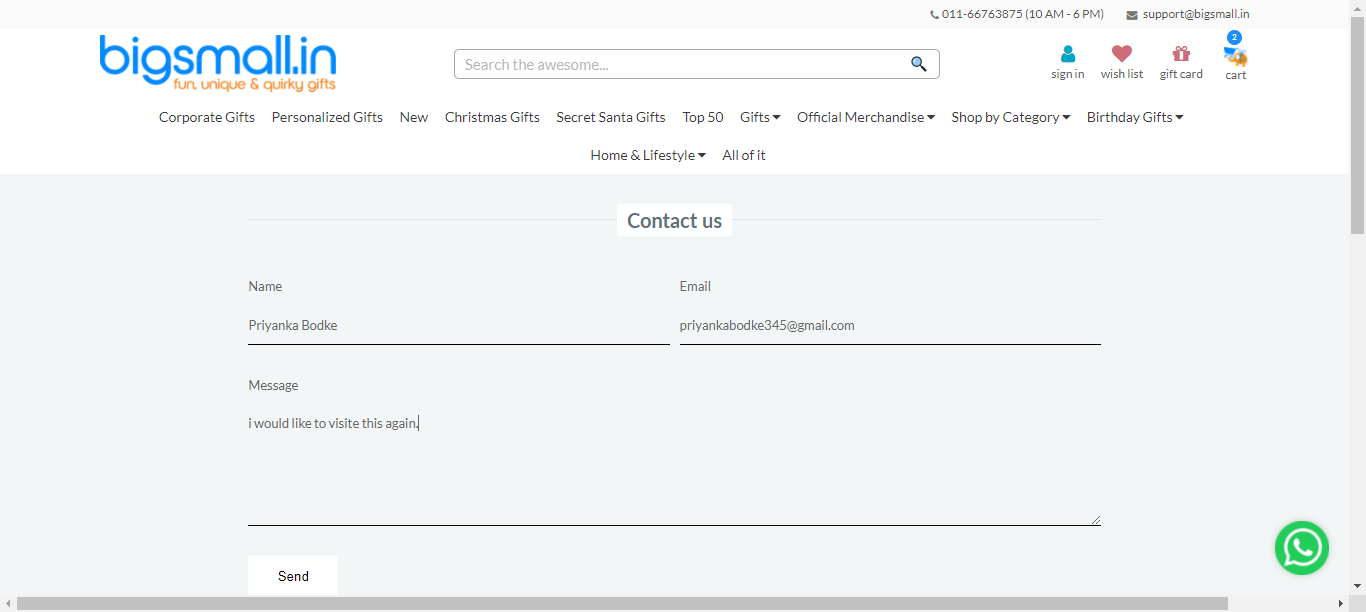 011-66763875 (10 AM - 6 PM) support@bigsmall.in
bigsmall.in
fun, unique & quirky gifts
Search the awesome...
2
sign in wish list gift card cart
Corporate Gifts Personalized Gifts New Christmas Gifts Secret Santa Gifts Top 50 Gifts Official Merchandise Shop by Category Birthday Gifts
Home & Lifestyle All of it
Contact us
Name Email
Priyanka Bodke priyankabodke345@gmail.com
Message
i would like to visite this again.
Send